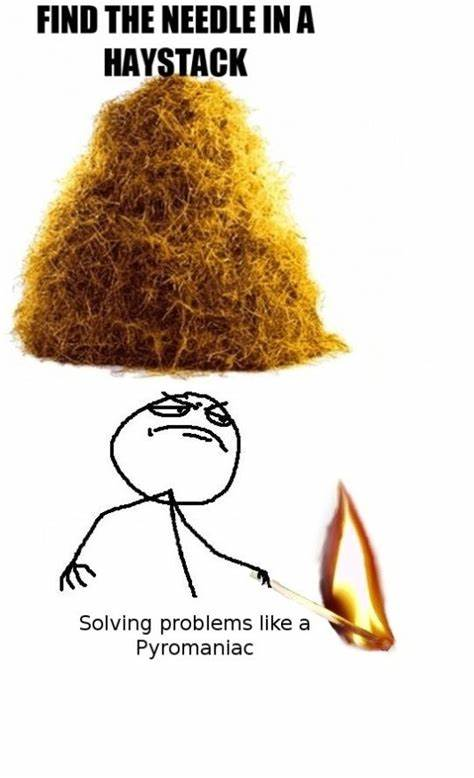 FIND THE NEEDLE IN A
HAYSTACK
Solving problems like a
Pyromaniac